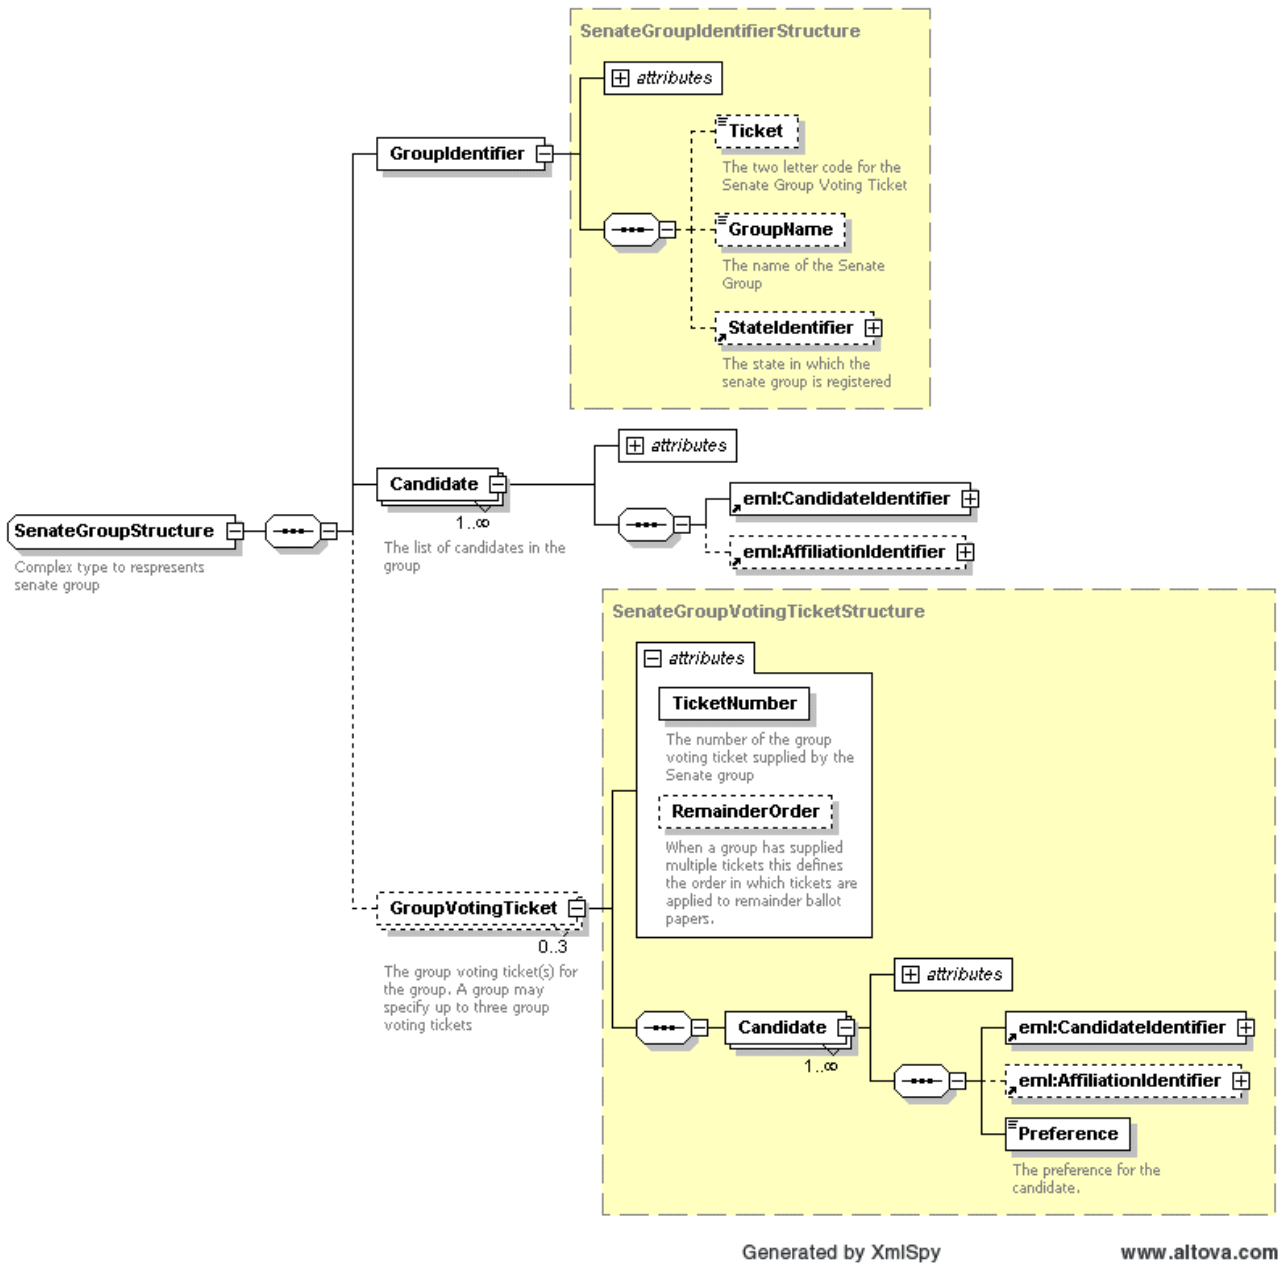 SenateGroupIdentifierStructure
attributes
GroupIdentifier
Ticket
The two letter code for the
Senate Group Voting Ticket
GroupName
The name of the Senate
Group
StateIdentifier
The state in which the
senate group is registered
attributes
Candidate
1..∞
The list of candidates in the
group
eml:CandidateIdentifier
eml:AffiliationIdentifier
SenateGroupStructure
Complex type to respresents
senate group
SenateGroupVotingTicketStructure
attributes
TicketNumber
The number of the group
voting ticket supplied by the
Senate group
RemainderOrder
When a group has supplied
multiple tickets this defines
the order in which tickets are
applied to remainder ballot
papers.
GroupVotingTicket
0..3
The group voting ticket(s) for
the group. A group may
specify up to three group
voting tickets
attributes
Candidate
1..∞
eml:CandidateIdentifier
eml:AffiliationIdentifier
Preference
The preference for the
candidate.
Generated by XmlSpy
www.altova.com